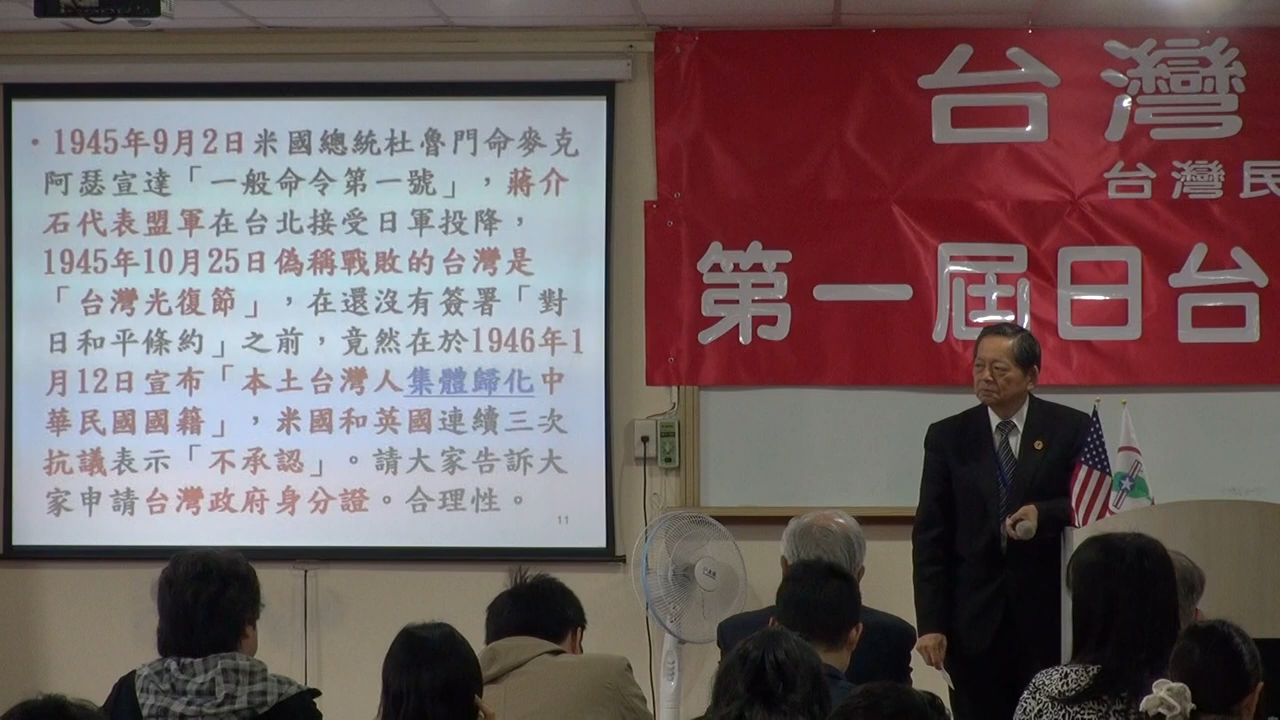 • 1945年9月2日米國總統杜魯門命麥克
阿瑟宣達「一般命令第一號」，蔣介
石代表盟軍在台北接受日軍投降，
1945年10月25日偽稱戰敗的台灣是
「台灣光復節」，在還沒有簽署「對
日和平條約」之前，竟然在於1946年1
月12日宣布「本土台灣人集體歸化中
華民國國籍」，米國和英國連續三次
抗議表示「不承認」。請大家告訴大
家申請台灣政府身分證。合理性。
11
台灣
台灣民
第一屆日台